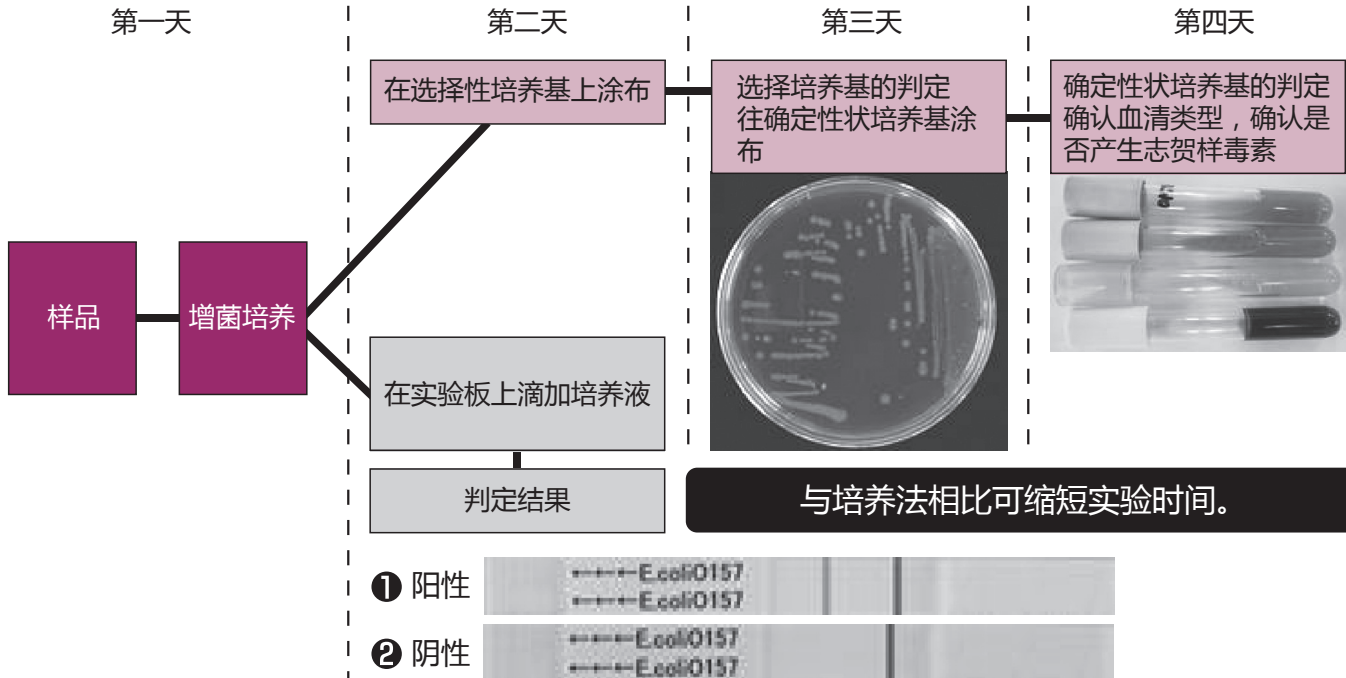 第一天
第二天
第三天
第四天
在选择性培养基上涂布
选择培养基的判定
往确定性状培养基涂
布
确定性状培养基的判定
确认血清类型，确认是
否产生志贺样毒素
样品
增菌培养
在实验板上滴加培养液
判定结果
与培养法相比可缩短实验时间。
❶ 阳性
E.coliO157
E.coliO157
❷ 阴性
E.coliO157
E.coliO157